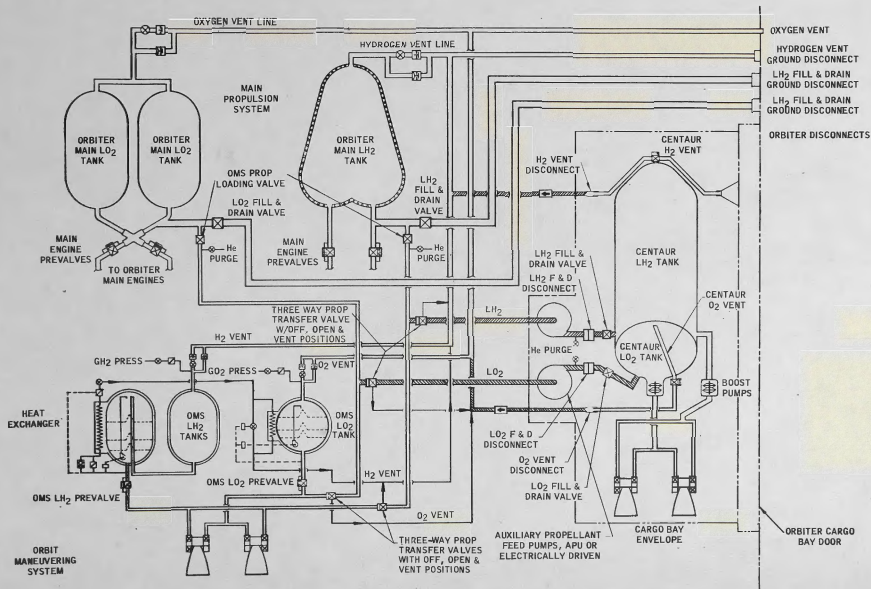 OXYGEN VENT LINE
OXYGEN VENT
HYDROGEN VENT LINE
HYDROGEN VENT
GROUND DISCONNECT
LH2 FILL & DRAIN
GROUND DISCONNECT
LH2 FILL & DRAIN
GROUND DISCONNECT
ORBITER DISCONNECTS
MAIN
PROPULSION
SYSTEM
ORBITER
MAIN LO2
TANK
ORBITER
MAIN LO2
TANK
ORBITER
MAIN LH2
TANK
CENTAUR
H2 VENT
H2 VENT
DISCONNECT
OMS PROP
LOADING VALVE
LO2 FILL &
DRAIN VALVE
LH2
FILL &
DRAIN
VALVE
MAIN
ENGINE
PREVALVES
TO ORBITER
MAIN ENGINES
He
PURGE
MAIN
ENGINE
PREVALVES
He
PURGE
LH2 FILL &
DRAIN VALVE
LH2 F & D
DISCONNECT
CENTAUR
LH2 TANK
CENTAUR
O2 VENT
THREE WAY PROP
TRANSFER VALVE
W/OFF, OPEN &
VENT POSITIONS
LH2
He PURGE
CENTAUR
LO2 TANK
H2 VENT
GH2 PRESS
GO2 PRESS
O2 VENT
LO2
BOOST
PUMPS
HEAT
EXCHANGER
OMS
LH2
TANKS
OMS
LO2
TANK
LO2 F & D
DISCONNECT
O2 VENT
DISCONNECT
LO2 FILL &
DRAIN VALVE
OMS LH2 PREVALVE
OMS LO2 PREVALVE
H2 VENT
O2 VENT
ORBIT
MANEUVERING
SYSTEM
THREE-WAY PROP
TRANSFER VALVES
WITH OFF, OPEN &
VENT POSITIONS
AUXILIARY PROPELLANT
FEED PUMPS, APU OR
ELECTRICALLY DRIVEN
CARGO BAY
ENVELOPE
ORBITER CARGO
BAY DOOR